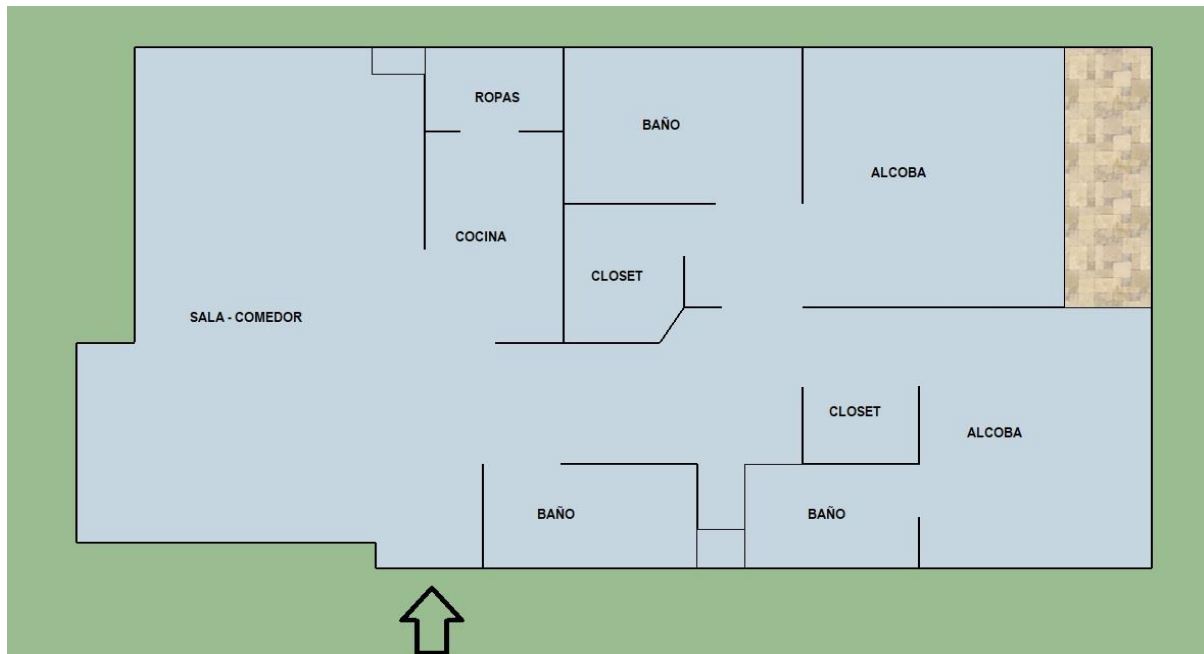 ROPAS
BAÑO
ALCOBA
COCINA
CLOSET
SALA - COMEDOR
CLOSET
ALCOBA
BAÑO
BAÑO